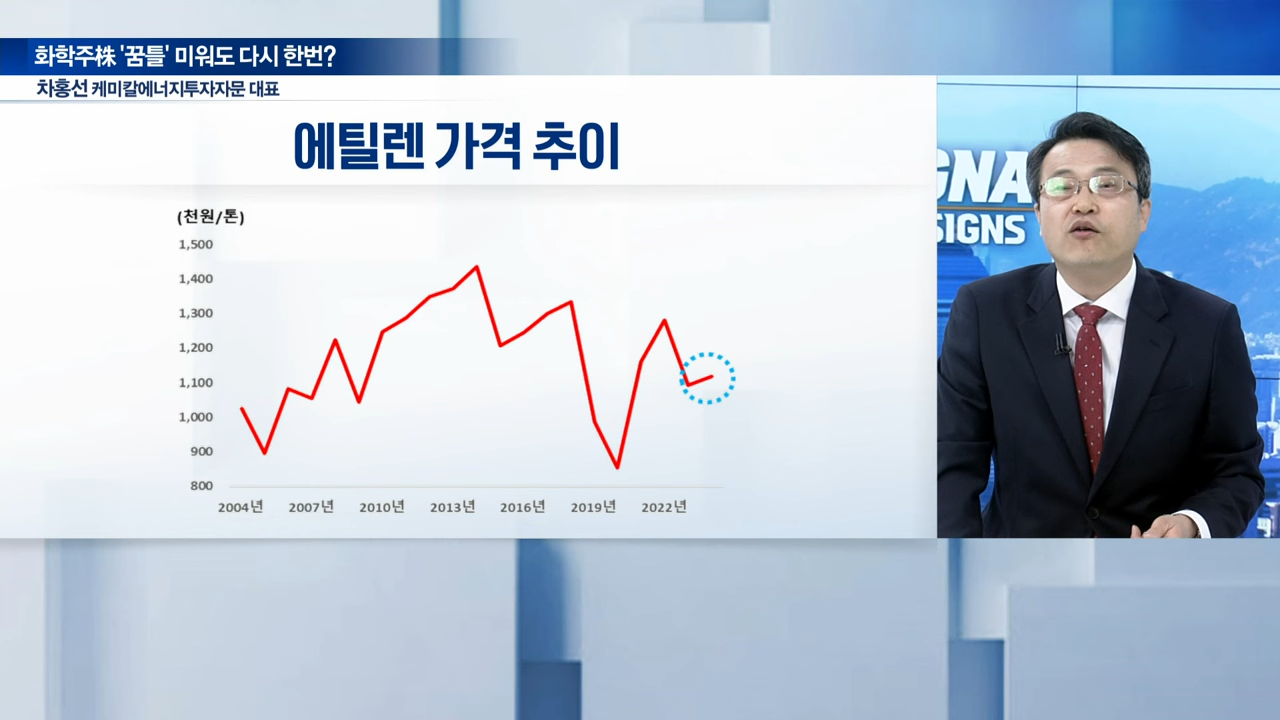 화학주株 '꿈틀' 미워도 다시 한번?
차홍선 케미칼에너지투자자문 대표
에틸렌 가격 추이
(천원/톤)
1,500
1,400
1,300
1,200
1,100
1,000
900
800
2004년 2007년 2010년 2013년 2016년 2019년 2022년
GNA
SIGNS